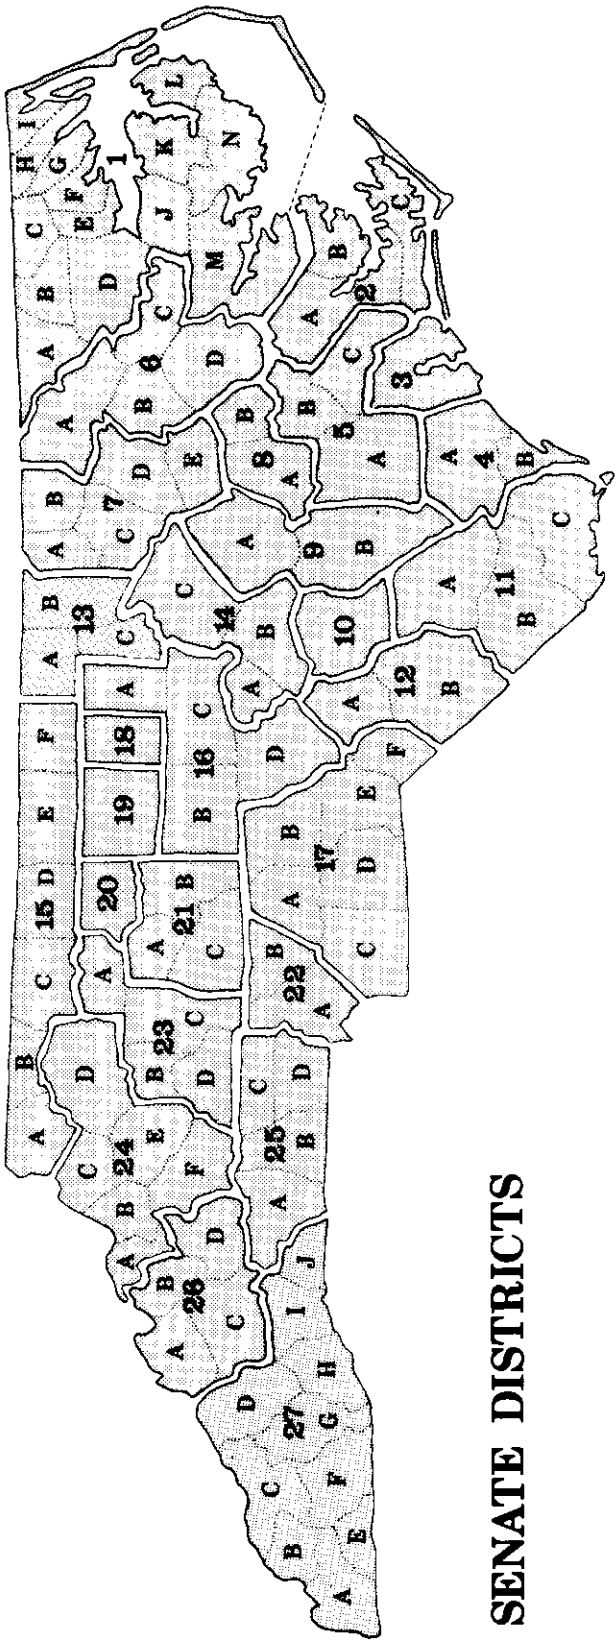 1
A
B
C
D
E
F
G
H
I
J
K
L
M
N
2
A
B
C
3
4
A
B
5
A
B
C
6
A
B
C
D
7
A
B
C
D
E
8
A
B
9
A
B
10
11
A
B
C
12
A
B
13
A
B
C
14
A
B
C
15
A
B
C
D
E
F
16
A
B
C
D
17
A
B
C
D
E
F
18
19
20
21
A
B
C
22
A
B
23
A
B
C
D
24
A
B
C
D
E
F
25
A
B
C
D
26
A
B
C
D
27
A
B
C
D
E
F
G
H
I
J
SENATE DISTRICTS